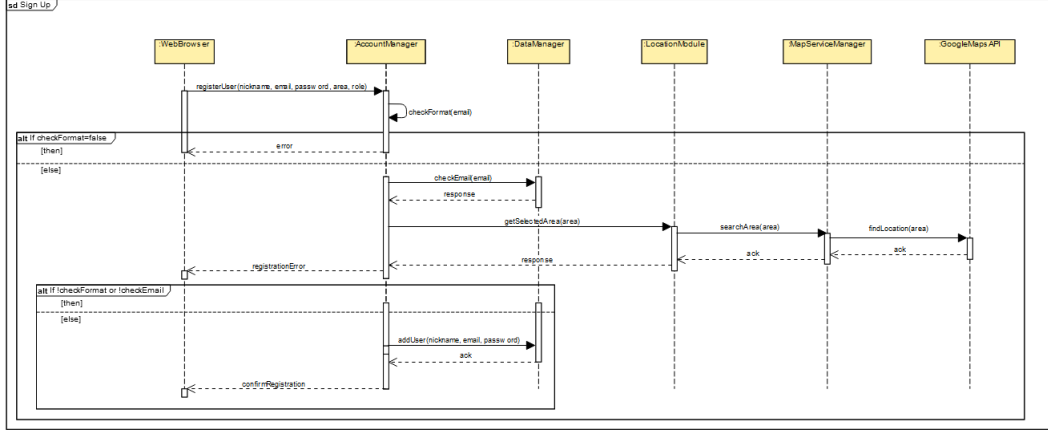 sd Sign Up
:WebBrowser
:AccountManager
:DataManager
:LocationModule
:MapServiceManager
:GoogleMaps API
registerUser(nickname, email, password, area, role)
checkFormat(email)
alt If checkFormat=false
[then]
error
[else]
checkEmail(email)
response
getSelectedArea(area)
searchArea(area)
findLocation(area)
ack
ack
response
registrationError
alt If !checkFormat or !checkEmail
[then]
[else]
addUser(nickname, email, password)
ack
confirmRegistration